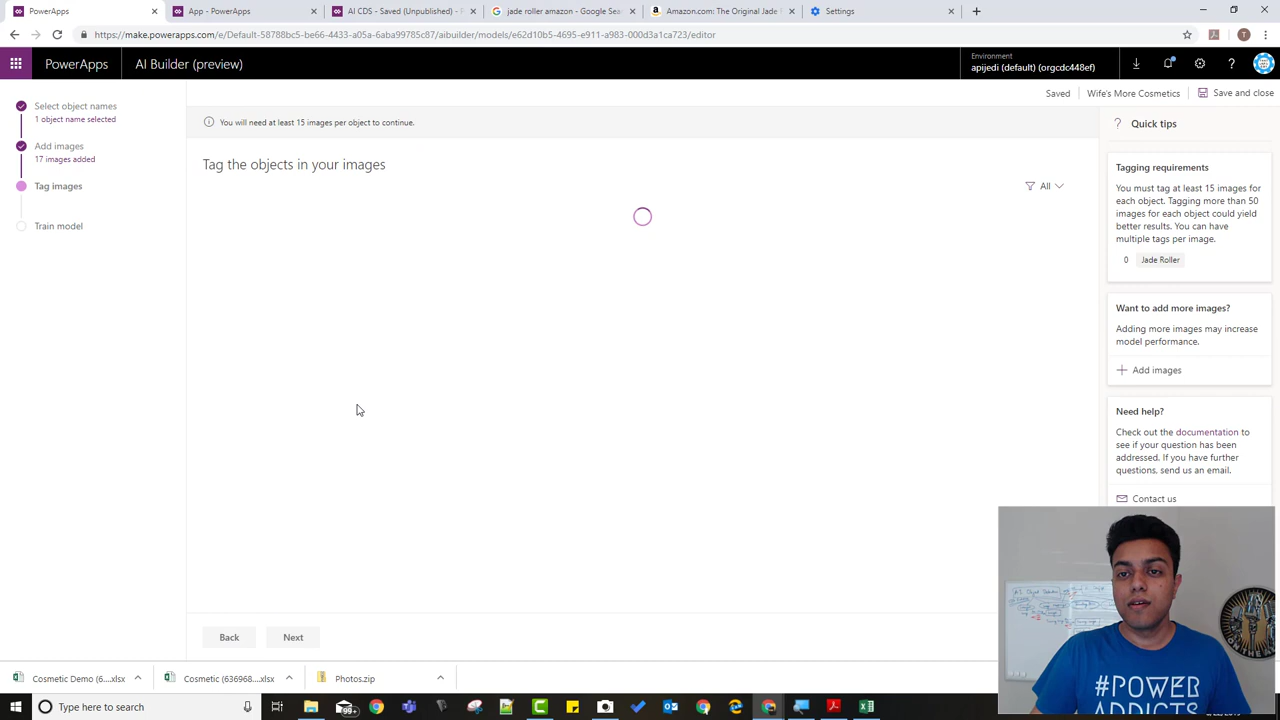 PowerApps
App - PowerApps
AI CDS - Saved (Unpublished) - F
jade roller amazon - Google Sea
Amazon.com: The Original Jade
Settings
https://make.powerapps.com/e/Default-58788bc5-be66-4433-a05a-6aba99785c87/aibuilder/models/e62d10b5-4695-e911-a983-000d3a1ca723/editor
PowerApps
AI Builder (preview)
Environment
apijedi (default) (orgcdc448ef)
Saved
Wife's More Cosmetics
Save and close
Select object names
1 object name selected
Add images
17 images added
Tag images
Train model
You will need at least 15 images per object to continue.
Tag the objects in your images
All
Quick tips
Tagging requirements
You must tag at least 15 images for
each object. Tagging more than 50
images for each object could yield
better results. You can have
multiple tags per image.
0 Jade Roller
Want to add more images?
Adding more images may increase
model performance.
Add images
Need help?
Check out the documentation to
see if your question has been
addressed. If you have further
questions, send us an email.
Contact us
Back
Next
Cosmetic Demo (6....xlsx
Cosmetic (636968....xlsx
Photos.zip
Type here to search
99+
#POWER
ADDICTS